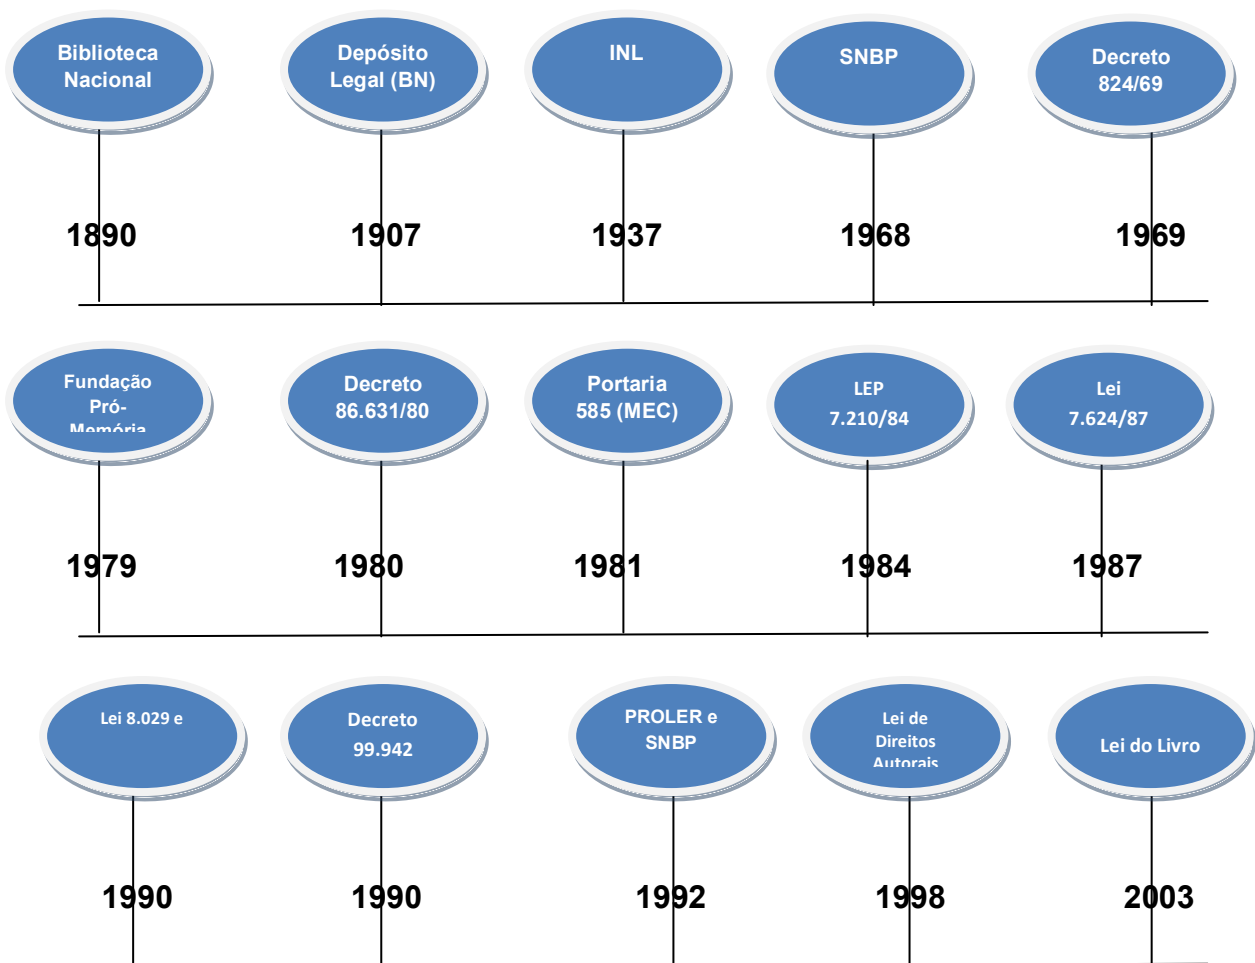 Biblioteca
Nacional
Depósito
Legal (BN)
INL
SNBP
Decreto
824/69
1890
1907
1937
1968
1969
Fundação
Pró-
Memória
Decreto
86.631/80
Portaria
585 (MEC)
LEP
7.210/84
Lei
7.624/87
1979
1980
1981
1984
1987
Lei 8.029 e
Decreto
99.942
PROLER e
SNBP
Lei de
Direitos
Autorais
Lei do Livro
1990
1990
1992
1998
2003